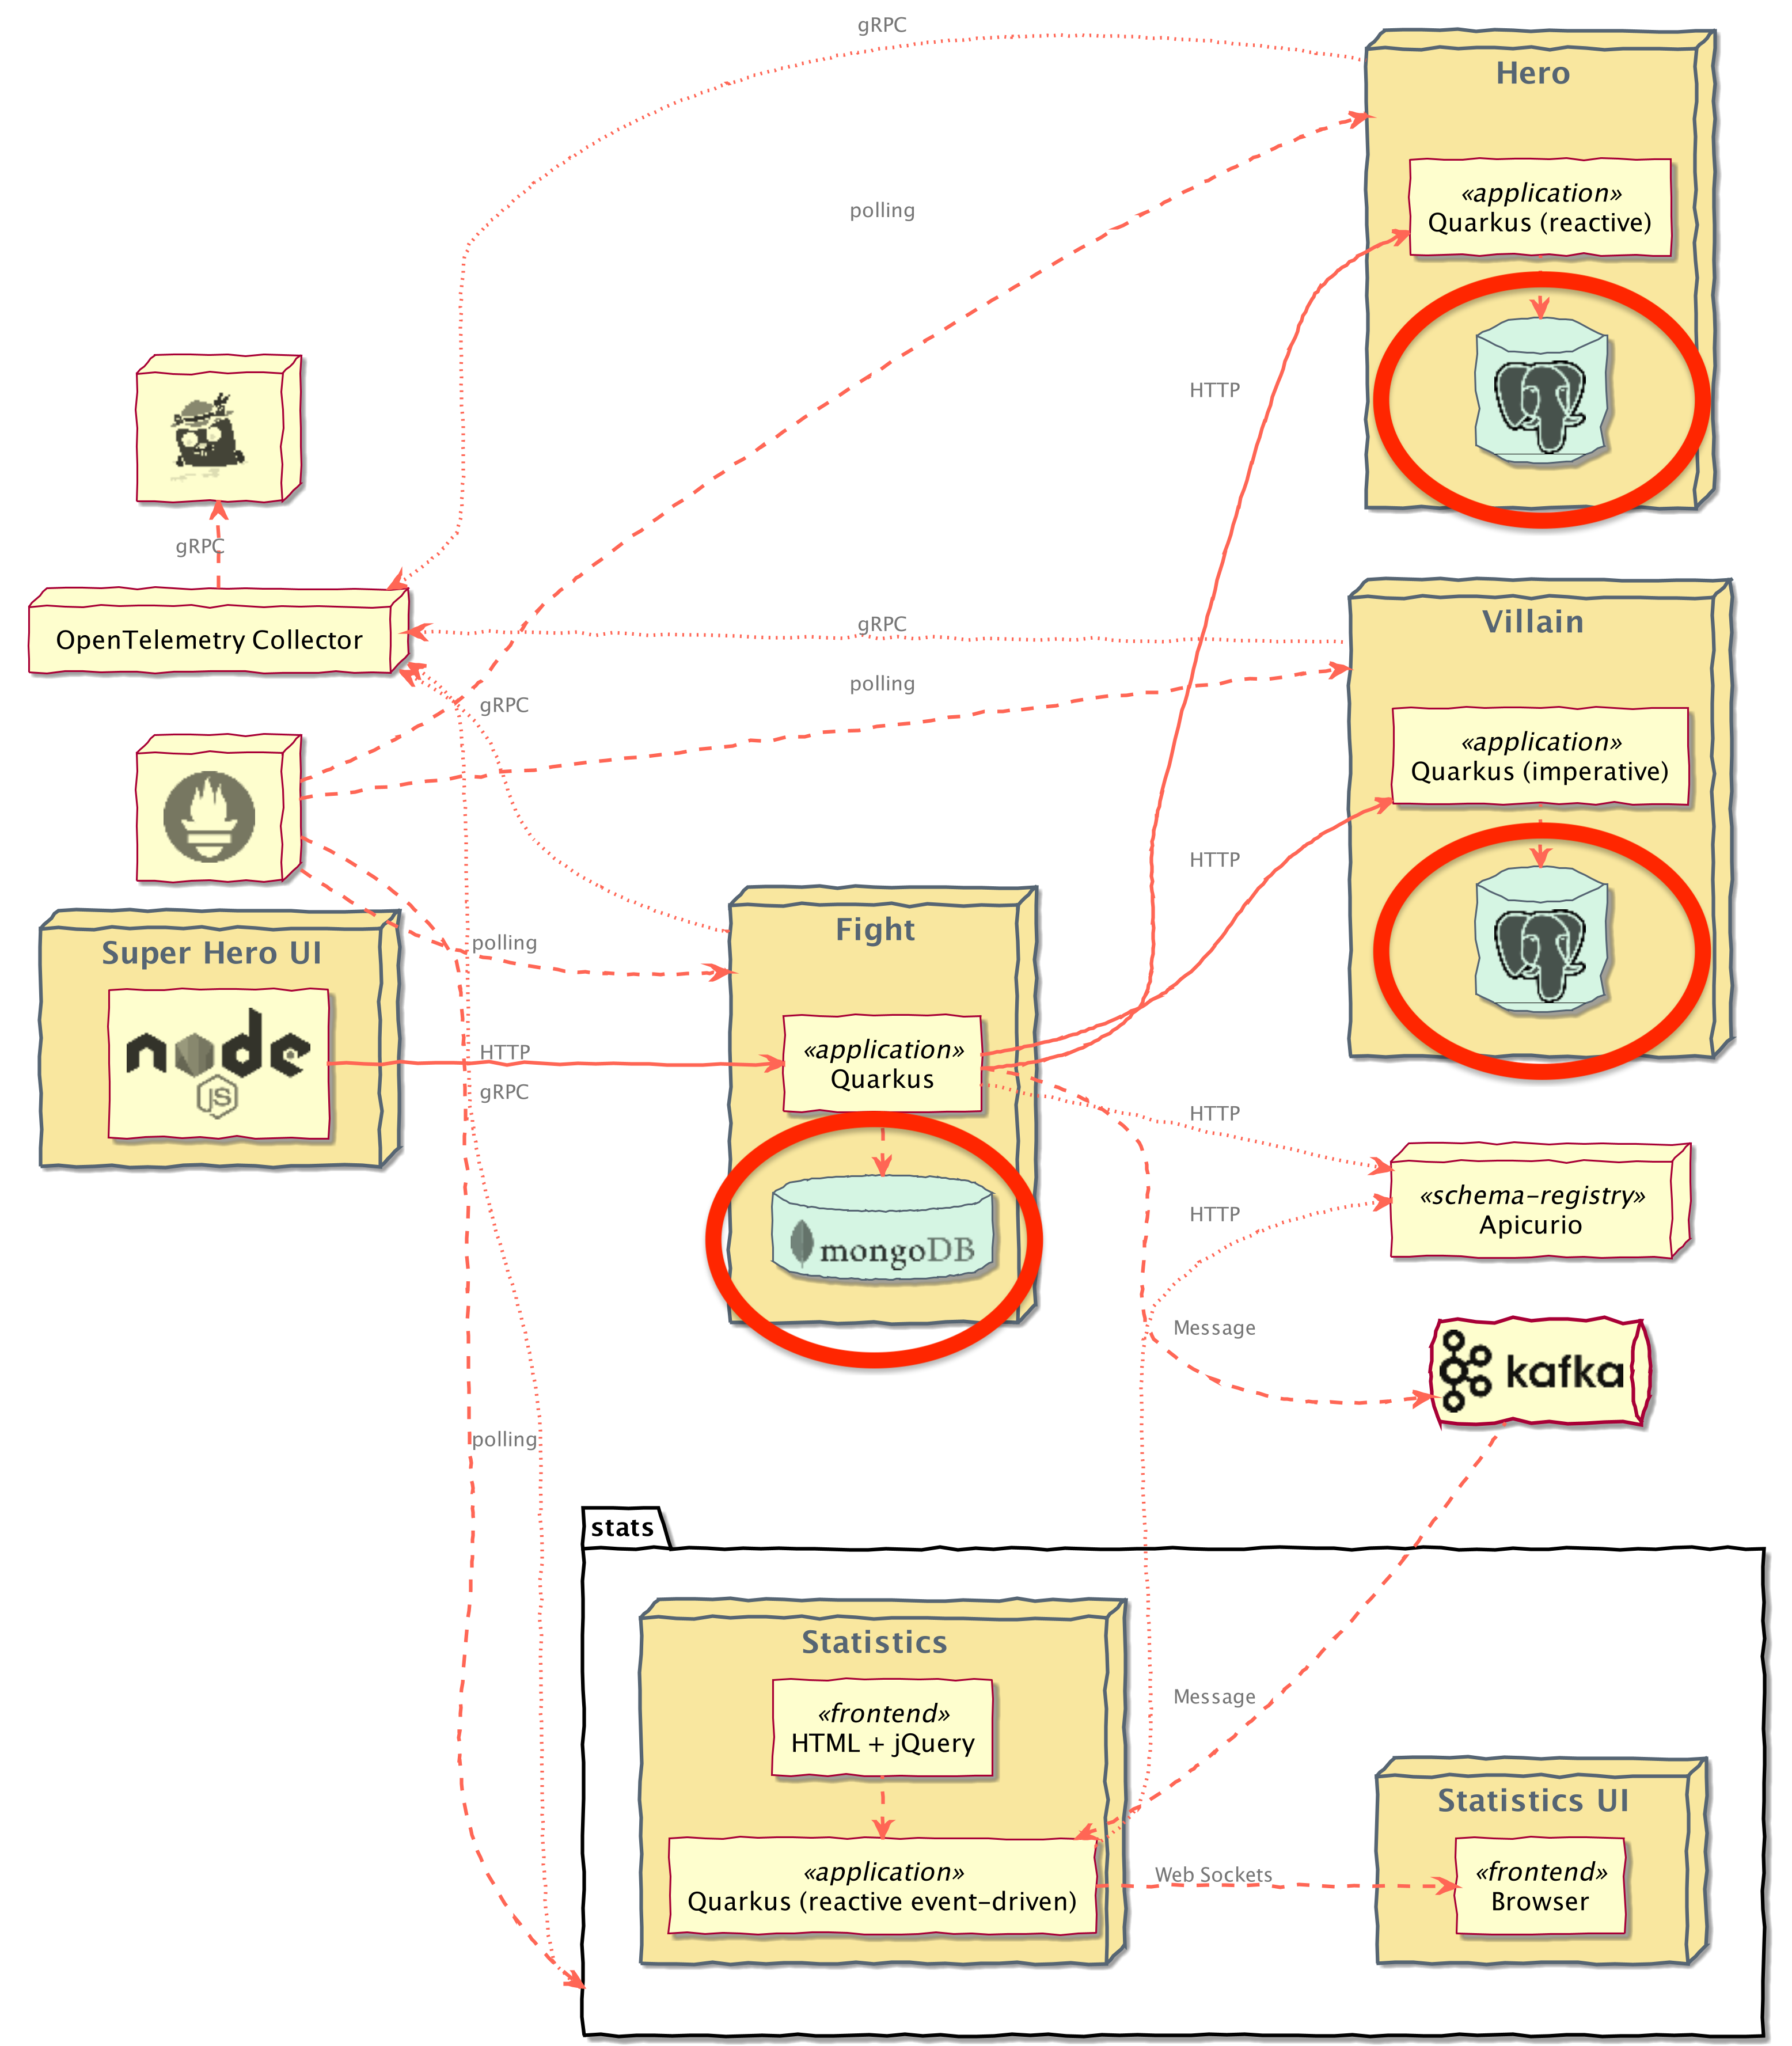 gRPC
Hero
polling
«application»
Quarkus (reactive)
HTTP
gRPC
OpenTelemetry Collector
gRPC
Villain
polling
gRPC
«application»
Quarkus (imperative)
HTTP
Fight
polling
Super Hero UI
node
JS
HTTP
gRPC
«application»
Quarkus
mongoDB
HTTP
«schema-registry»
Apicurio
HTTP
Message
kafka
polling
stats
Statistics
«frontend»
HTML + jQuery
Message
«application»
Quarkus (reactive event-driven)
Web Sockets
Statistics UI
«frontend»
Browser